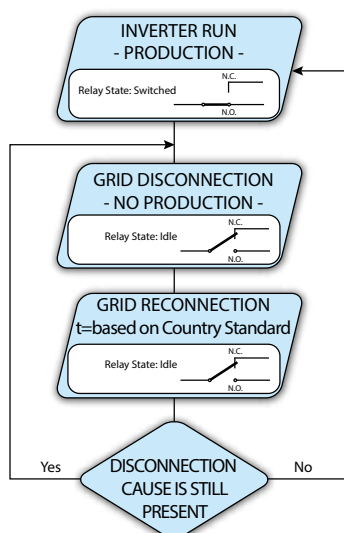 INVERTER RUN
- PRODUCTION -
N.C.
Relay State: Switched
N.O.
GRID DISCONNECTION
- NO PRODUCTION -
N.C.
Relay State: Idle
N.O.
GRID RECONNECTION
t=based on Country Standard
N.C.
Relay State: Idle
N.O.
Yes
No
DISCONNECTION
CAUSE IS STILL
PRESENT